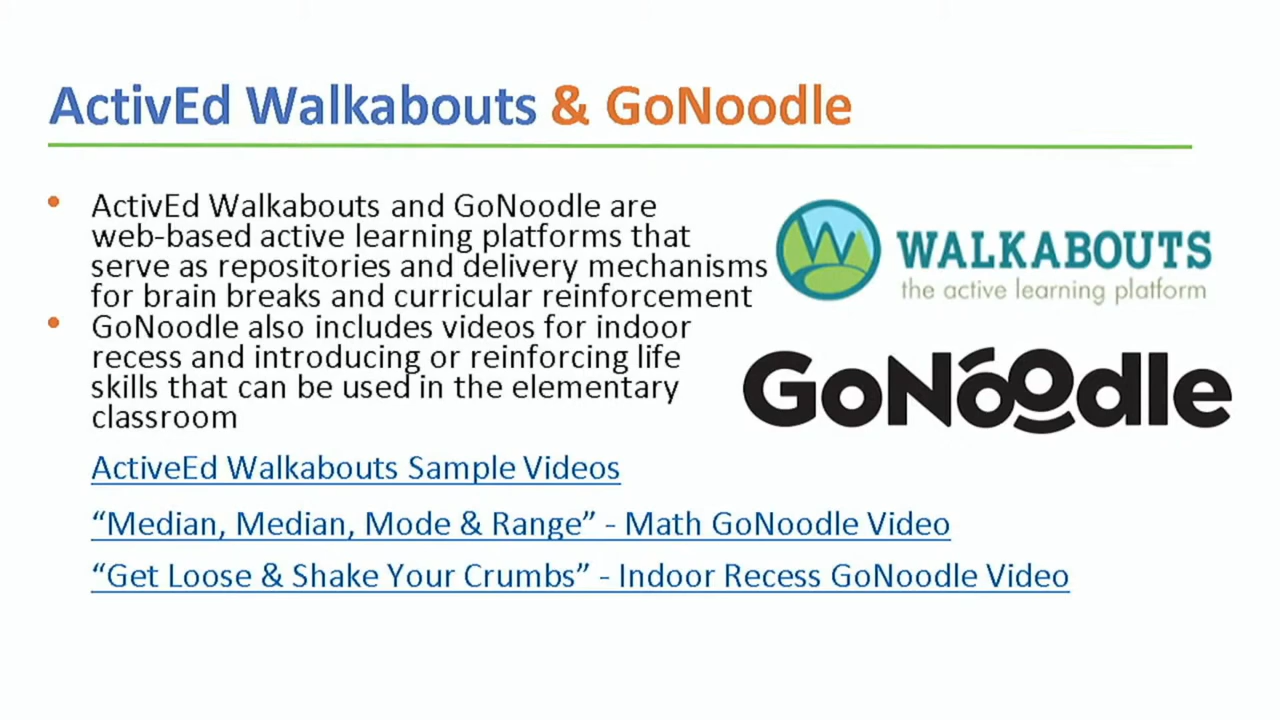 ActivEd Walkabouts & GoNoodle
• ActivEd Walkabouts and GoNoodle are
web-based active learning platforms that
serve as repositories and delivery mechanisms
for brain breaks and curricular reinforcement
• GoNoodle also includes videos for indoor
recess and introducing or reinforcing life
skills that can be used in the elementary
classroom
WALKABOUTS
the active learning platform
GoNoodle
ActiveEd Walkabouts Sample Videos
“Median, Median, Mode & Range” - Math GoNoodle Video
“Get Loose & Shake Your Crumbs” - Indoor Recess GoNoodle Video